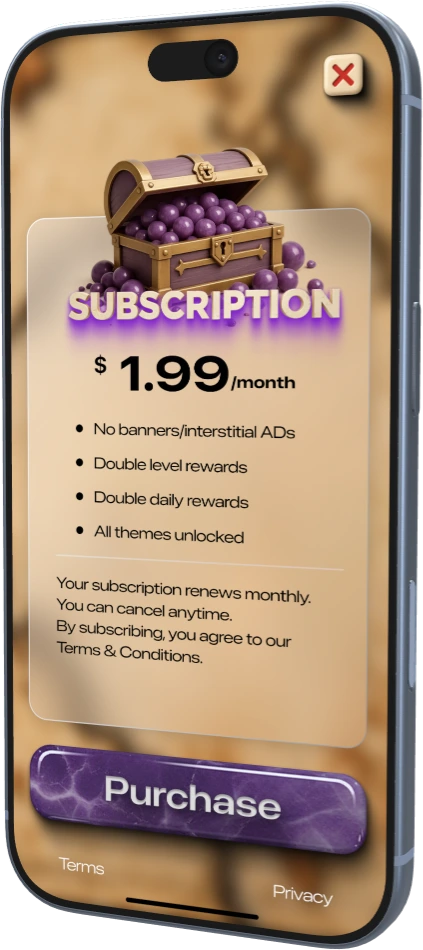 SUBSCRIPTION
$ 1.99/month
• No banners/interstitial ADs
• Double level rewards
• Double daily rewards
• All themes unlocked
Your subscription renews monthly.
You can cancel anytime.
By subscribing, you agree to our
Terms & Conditions.
Purchase
Terms
Privacy